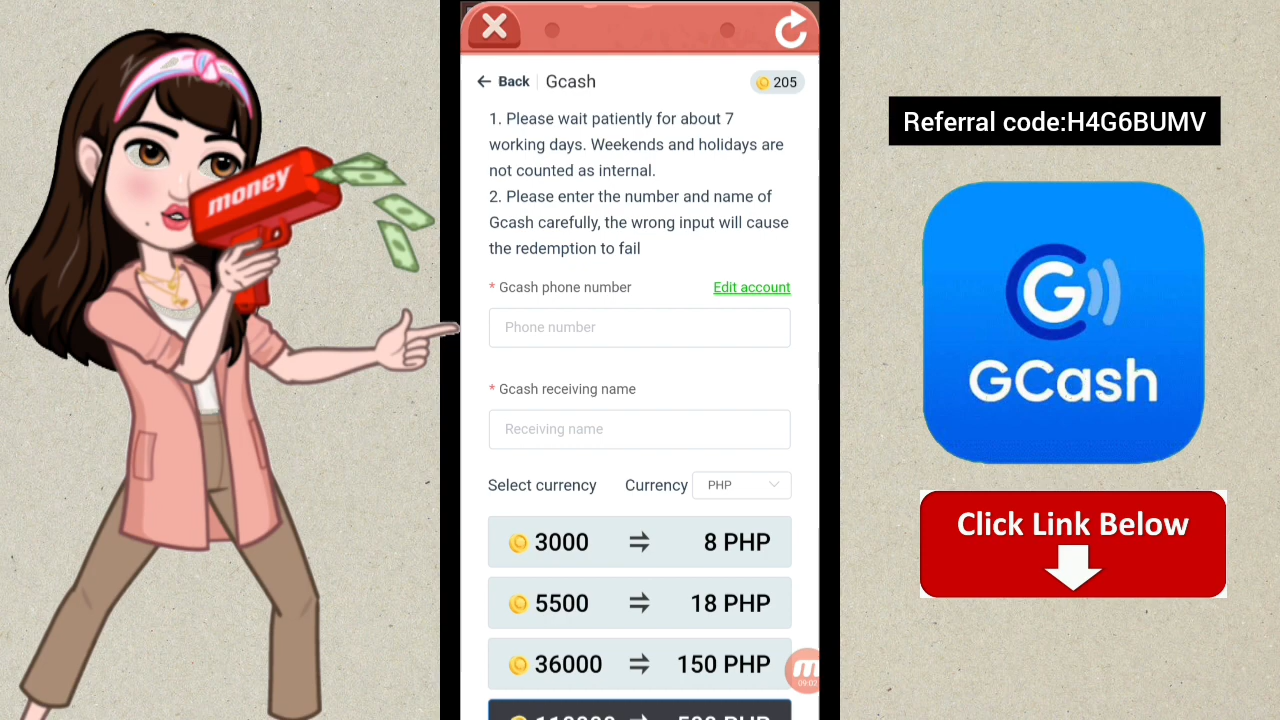 money
Back
Gcash
205
1. Please wait patiently for about 7
working days. Weekends and holidays are
not counted as internal.
2. Please enter the number and name of
Gcash carefully, the wrong input will cause
the redemption to fail
* Gcash phone number
Edit account
Phone number
* Gcash receiving name
Receiving name
Select currency
Currency
PHP
3000 ⇌ 8 PHP
5500 ⇌ 18 PHP
36000 ⇌ 150 PHP
09:02
Referral code:H4G6BUMV
G
GCash
Click Link Below